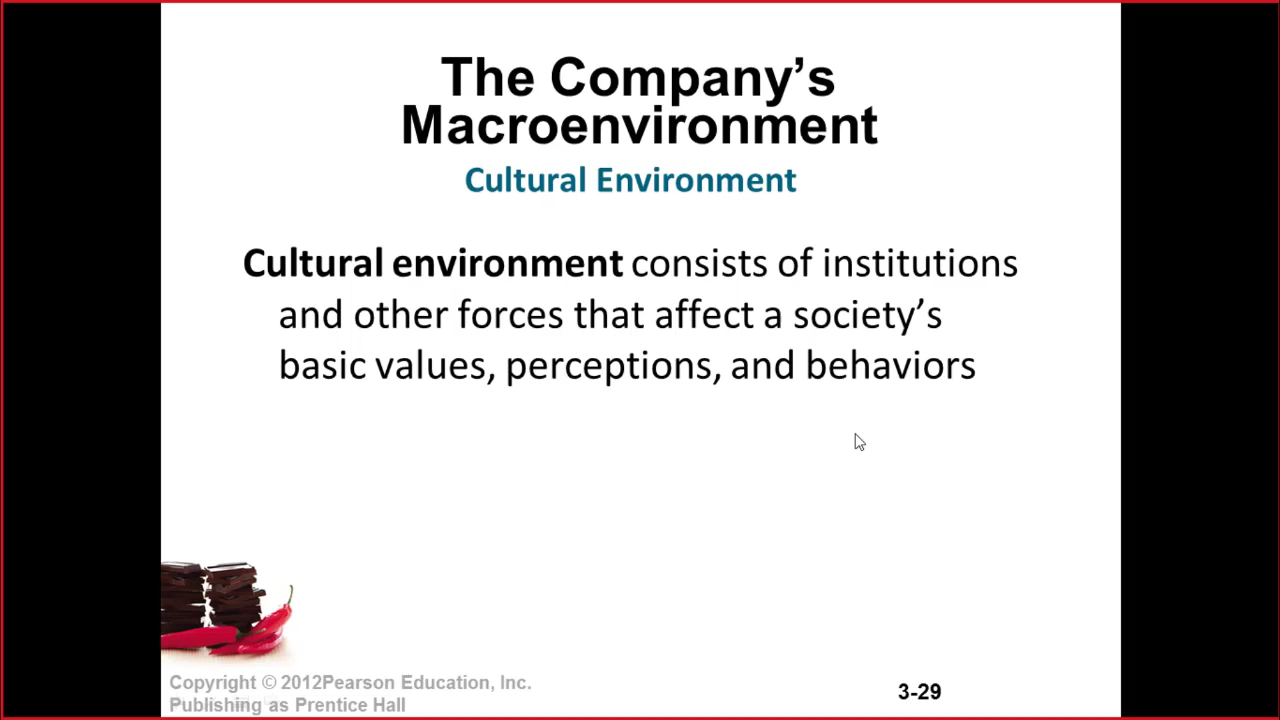 The Company’s
Macroenvironment
Cultural Environment
Cultural environment consists of institutions
and other forces that affect a society’s
basic values, perceptions, and behaviors
Copyright © 2012Pearson Education, Inc.
Publishing as Prentice Hall
3-29